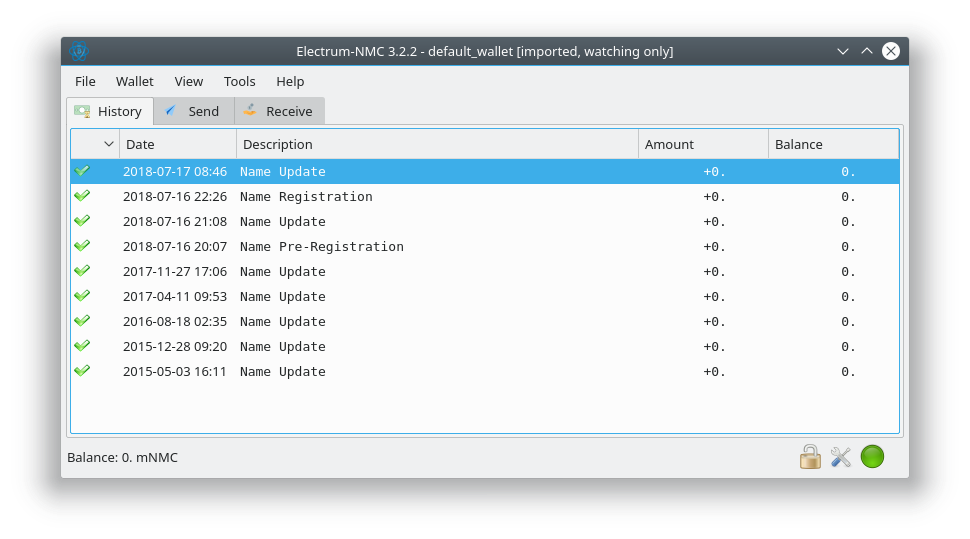 Electrum-NMC 3.2.2 - default_wallet [imported, watching only]
File Wallet View Tools Help
History Send Receive
Date Description Amount Balance
2018-07-17 08:46 Name Update +0. 0.
2018-07-16 22:26 Name Registration +0. 0.
2018-07-16 21:08 Name Update +0. 0.
2018-07-16 20:07 Name Pre-Registration +0. 0.
2017-11-27 17:06 Name Update +0. 0.
2017-04-11 09:53 Name Update +0. 0.
2016-08-18 02:35 Name Update +0. 0.
2015-12-28 09:20 Name Update +0. 0.
2015-05-03 16:11 Name Update +0. 0.
Balance: 0. mNMC